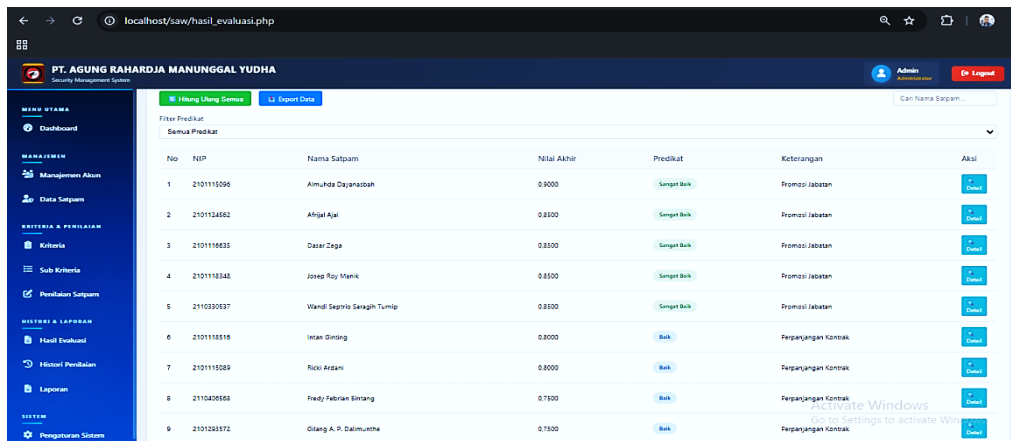 localhost/saw/hasil_evaluasi.php
PT. AGUNG RAHARDJA MANUNGGAL YUDHA
Security Management System
Admin
Administrator
Logout
MENU UTAMA
Dashboard
MANAJEMEN
Manajemen Akun
Data Satpam
KRITERIA & PENILAIAN
Kriteria
Sub Kriteria
Penilaian Satpam
HISTORI & LAPORAN
Hasil Evaluasi
Histori Penilaian
Laporan
SISTEM
Pengaturan Sistem
Hitung Ulang Semua Export Data Cari Nama Satpam...
Filter Predikat
Semua Predikat
No NIP Nama Satpam Nilai Akhir Predikat Keterangan Aksi
1 2101115096 Almuhda Dayanasbah 0,9000 Sangat Baik Promosi Jabatan Detail
2 2101124562 Afrijal Ajai 0,8500 Sangat Baik Promosi Jabatan Detail
3 2101116635 Dasar Zega 0,8500 Sangat Baik Promosi Jabatan Detail
4 2101118348 Josep Roy Manik 0,8500 Sangat Baik Promosi Jabatan Detail
5 2110330537 Wandi Septrio Saragih Turnip 0,8500 Sangat Baik Promosi Jabatan Detail
6 2101118516 Intan Ginting 0,8000 Baik Perpanjangan Kontrak Detail
7 2101115089 Ricki Ardani 0,8000 Baik Perpanjangan Kontrak Detail
8 2110406568 Fredy Febrian Bintang 0,7500 Baik Perpanjangan Kontrak Detail
9 2101293572 Gilang A. P. Dalimunthe 0,7500 Baik Perpanjangan Kontrak Detail
Activate Windows
Go to Settings to activate